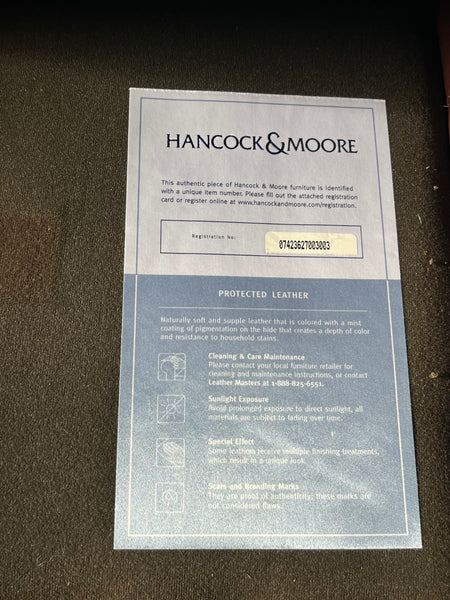 HANCOCK&MOORE
This authentic piece of Hancock & Moore furniture is identified
with a unique item number. Please fill out the attached registration
card or register online at www.hancockandmoore.com/registration.
Registration No: 07423627003003
PROTECTED LEATHER
Naturally soft and supple leather that is colored with a mist
coating of pigmentation on the hide that creates a depth of color
and resistance to household stains.
Cleaning & Care Maintenance
Please contact your local furniture retailer for
cleaning and maintenance instructions, or contact
Leather Masters at 1-888-825-6551.
Sunlight Exposure
Avoid prolonged exposure to direct sunlight, all
materials are subject to fading over time.
Special Effect
Some leathers receive multiple finishing treatments,
which result in a unique look.
Scars and Branding Marks
They are proof of authenticity; these marks are
not considered flaws.